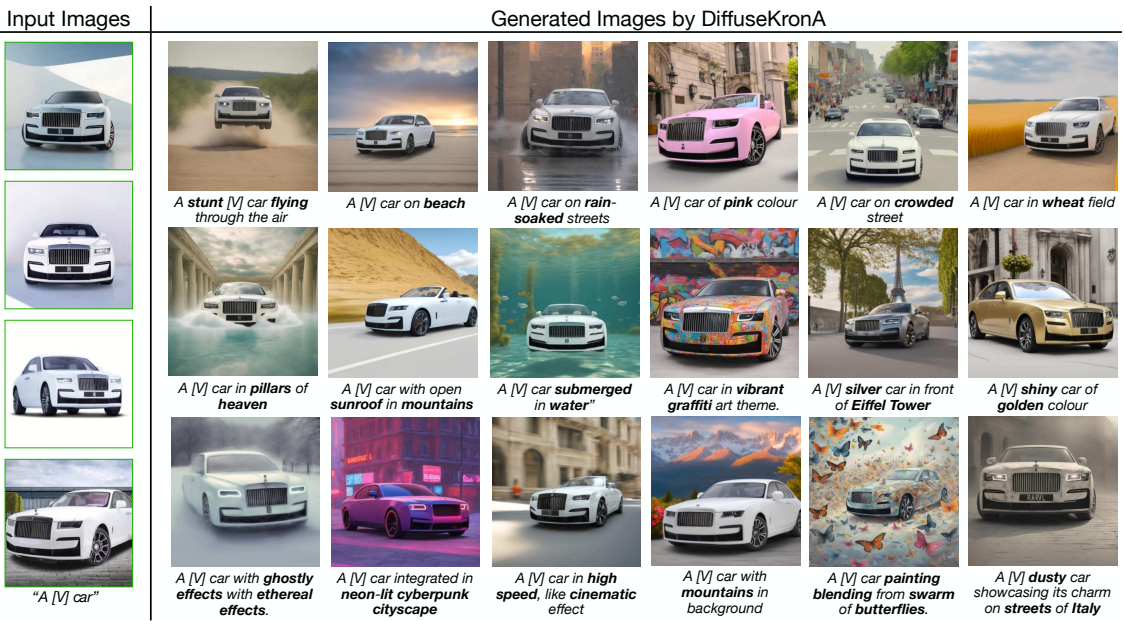 Input Images
Generated Images by DiffuseKronA
A stunt [V] car flying
through the air
A [V] car on beach
A [V] car on rain-
soaked streets
A [V] car of pink colour
A [V] car on crowded
street
A [V] car in wheat field
A [V] car in pillars of
heaven
A [V] car with open
sunroof in mountains
A [V] car submerged
in water”
A [V] car in vibrant
graffiti art theme.
A [V] silver car in front
of Eiffel Tower
A [V] shiny car of
golden colour
A [V] car with ghostly
effects with ethereal
effects.
A [V] car integrated in
neon-lit cyberpunk
cityscape
A [V] car in high
speed, like cinematic
effect
A [V] car with
mountains in
background
A [V] car painting
blending from swarm
of butterflies.
A [V] dusty car
showcasing its charm
on streets of Italy
“A [V] car”